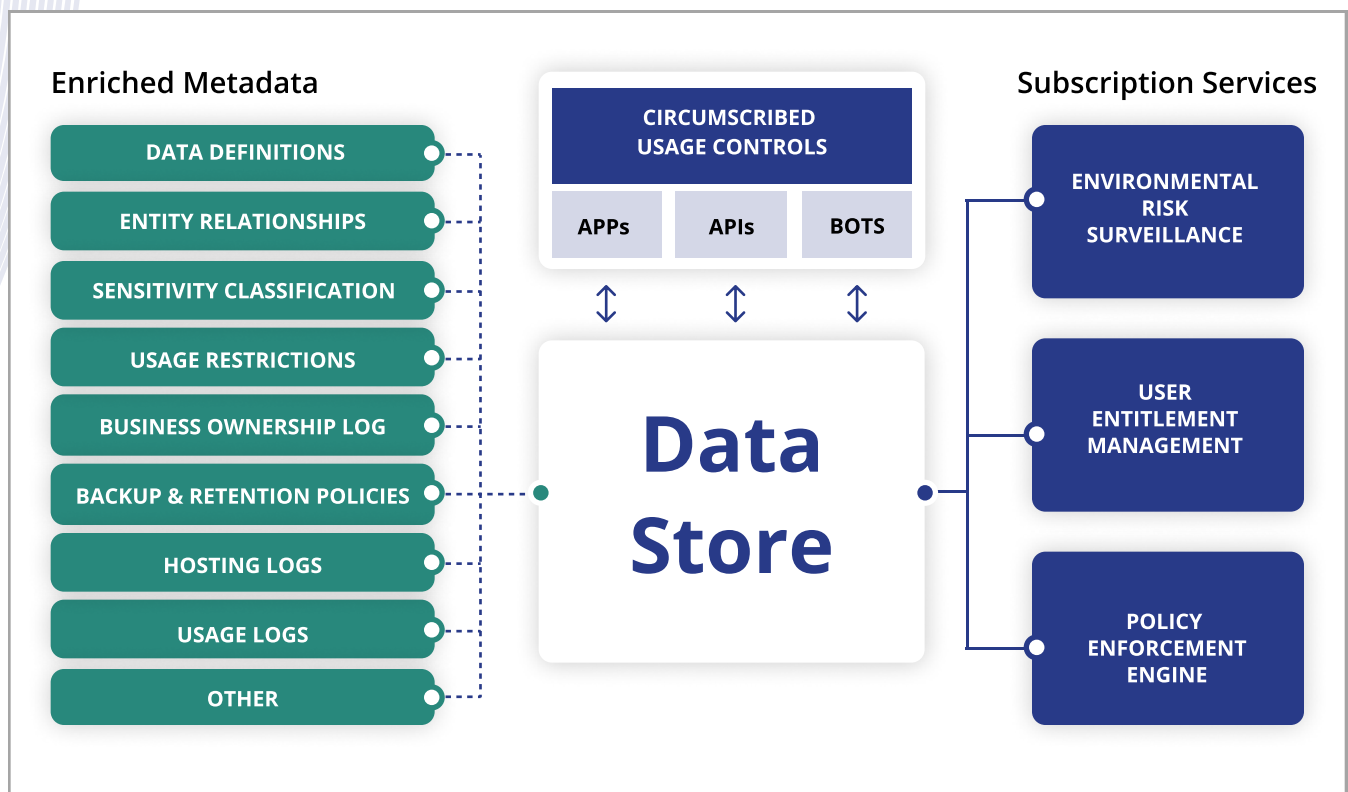 Enriched Metadata
DATA DEFINITIONS
ENTITY RELATIONSHIPS
SENSITIVITY CLASSIFICATION
USAGE RESTRICTIONS
BUSINESS OWNERSHIP LOG
BACKUP & RETENTION POLICIES
HOSTING LOGS
USAGE LOGS
OTHER
CIRCUMSCRIBED
USAGE CONTROLS
APPs
APIs
BOTS
Data
Store
Subscription Services
ENVIRONMENTAL
RISK
SURVEILLANCE
USER
ENTITLEMENT
MANAGEMENT
POLICY
ENFORCEMENT
ENGINE